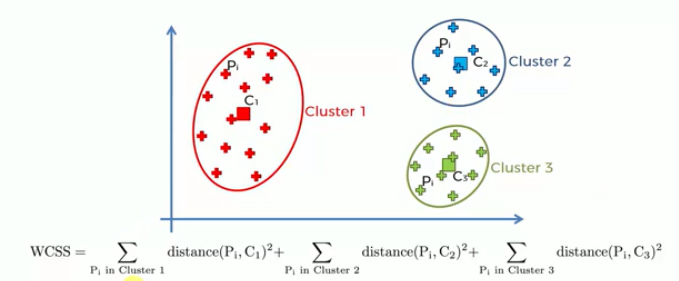 Pᵢ
C₁
Cluster 1
Pᵢ
C₂
Cluster 2
Cluster 3
Pᵢ
C₃
WCSS = ∑ distance(Pᵢ, C₁)² + ∑ distance(Pᵢ, C₂)² + ∑ distance(Pᵢ, C₃)²
Pᵢ in Cluster 1 Pᵢ in Cluster 2 Pᵢ in Cluster 3